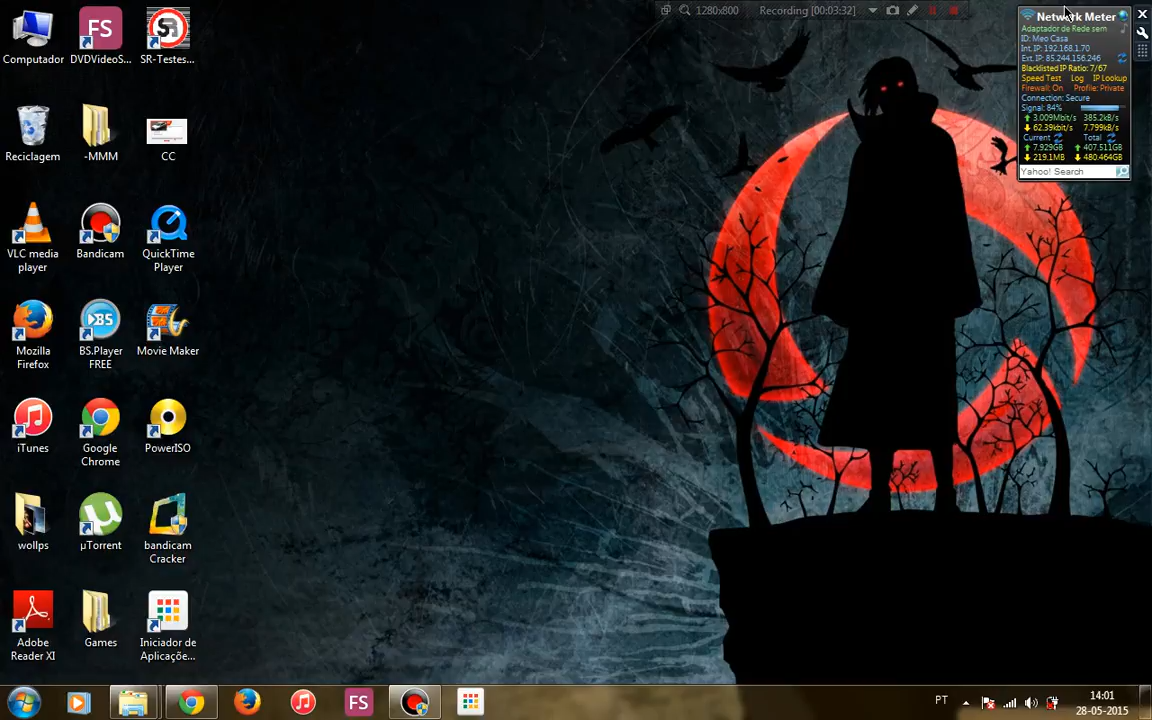 1280x800
Recording [00:03:32]
Network Meter
Adaptador de Rede sem
ID: Meo Casa
Int. IP: 192.168.1.70
Ext. IP: 85.244.156.246
Blacklisted IP Ratio: 7/67
Speed Test Log IP Lookup
Firewall: On Profile: Private
Connection: Secure
Signal: 84%
3.009Mbit/s 385.2kB/s
62.39kbit/s 7.799kB/s
Current Total
7.929GB 407.511GB
219.1MB 480.464GB
Yahoo! Search
FS
SR
Computador
DVDVideoS...
SR-Testes...
Reciclagem
-MMM
CC
VLC media
player
Bandicam
QuickTime
Player
BS
Mozilla
Firefox
BS.Player
FREE
Movie Maker
iTunes
Google
Chrome
PowerISO
wollps
µTorrent
bandicam
Cracker
Adobe
Reader XI
Games
Iniciador de
Aplicaçõe...
FS
PT
14:01
28-05-2015